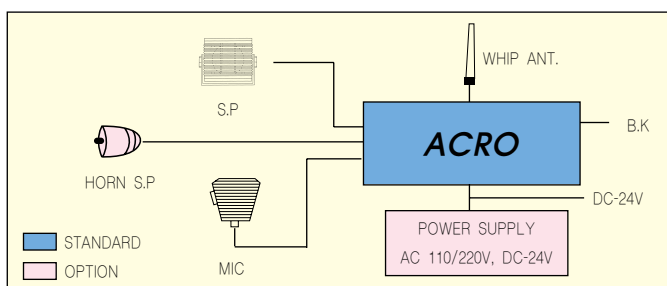 WHIP ANT.
S.P
ACRO
B.K
HORN S.P
DC-24V
MIC
POWER SUPPLY
AC 110/220V, DC-24V
STANDARD
OPTION